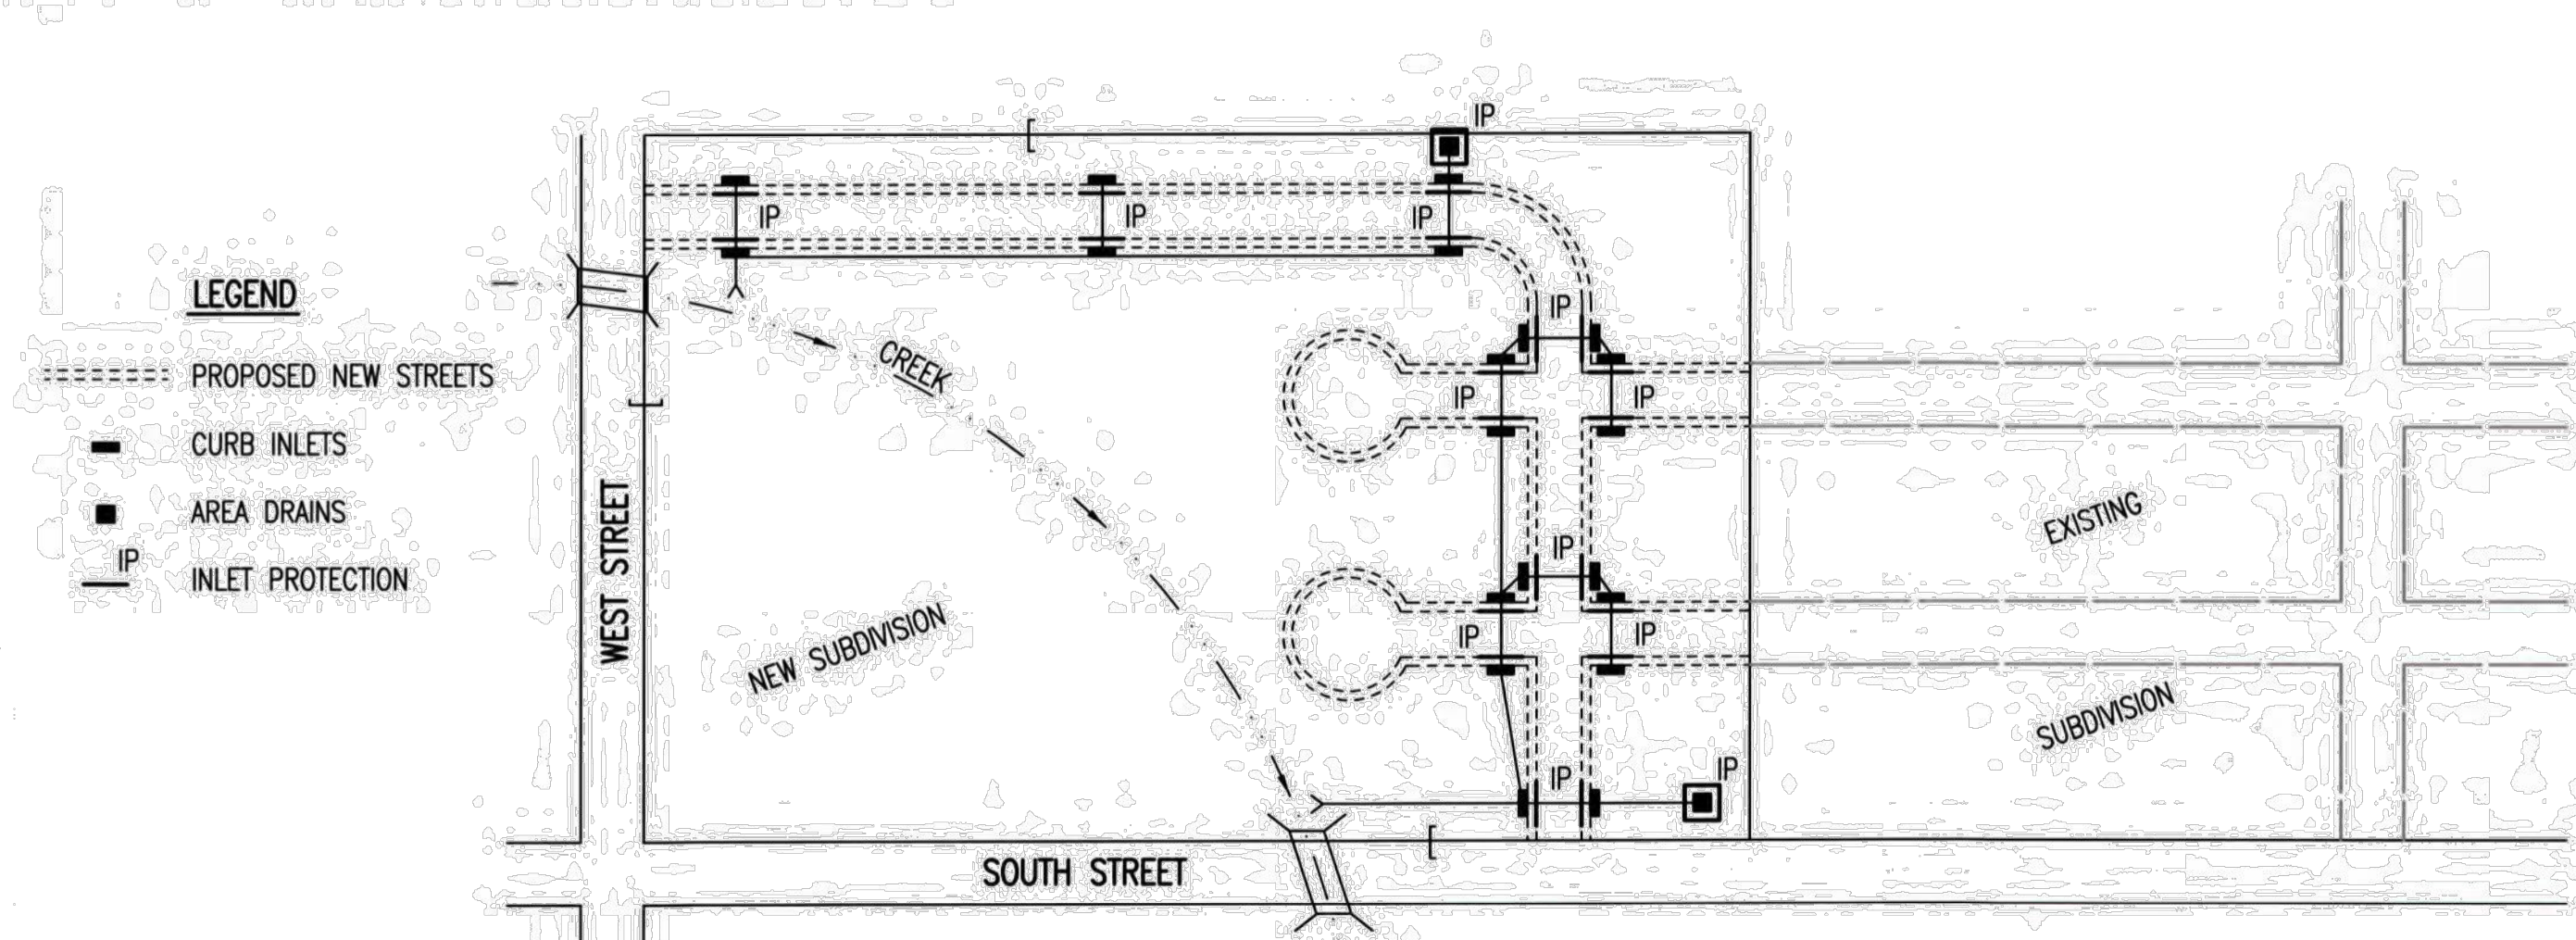 LEGEND
PROPOSED NEW STREETS
CURB INLETS
AREA DRAINS
IP
INLET PROTECTION
WEST STREET
IP
IP
IP
IP
IP
CREEK
IP
IP
IP
IP
IP
NEW SUBDIVISION
IP
IP
SOUTH STREET
EXISTING
SUBDIVISION